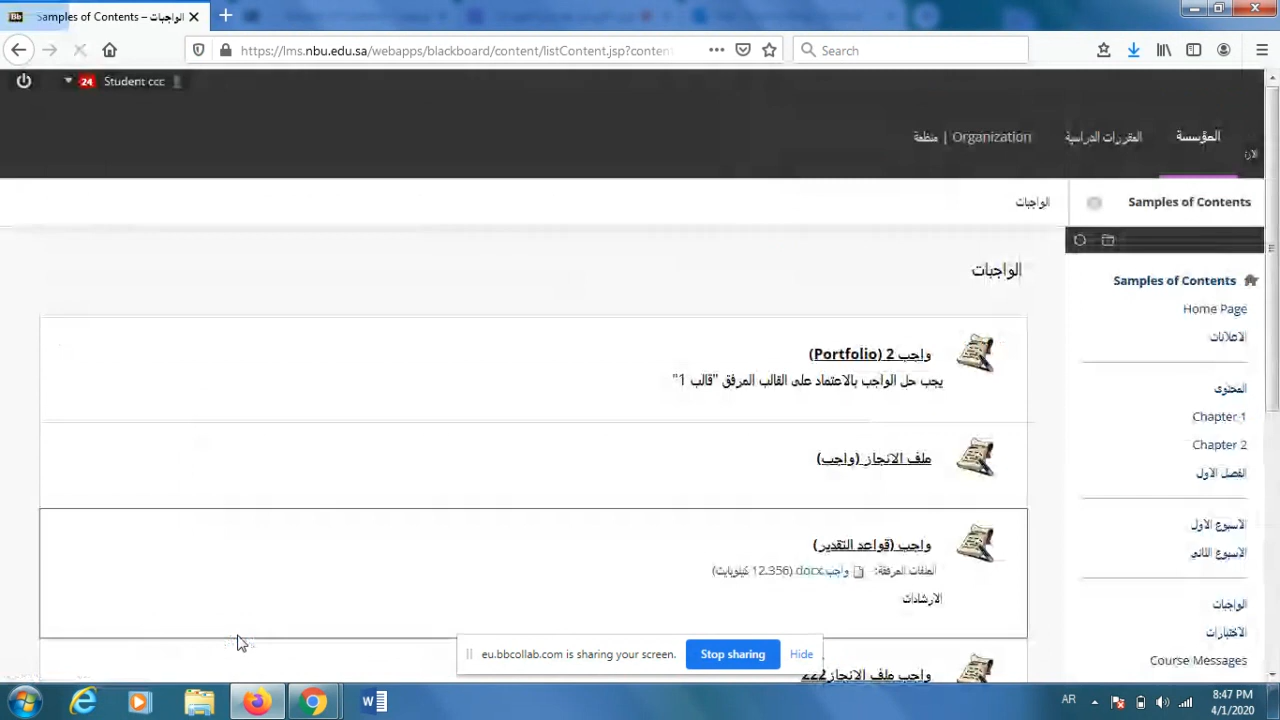 Samples of Contents – الواجبات
https://lms.nbu.edu.sa/webapps/blackboard/content/listContent.jsp?conten
Search
24 Student ccc
المؤسسة
المقررات الدراسية
منظمة | Organization
الواجبات
Samples of Contents
الواجبات
واجب 2 (Portfolio)
يجب حل الواجب بالاعتماد على القالب المرفق "قالب 1"
ملف الانجاز (واجب)
واجب (قواعد التقدير)
الملفات المرفقة: واجب.docx (12.356 كيلوبايت)
الارشادات
واجب ملف الانجاز222
Samples of Contents
Home Page
الاعلانات
المحتوى
Chapter 1
Chapter 2
الفصل الاول
الاسبوع الاول
الاسبوع الثاني
الواجبات
الاختبارات
Course Messages
eu.bbcollab.com is sharing your screen.
Stop sharing
Hide
AR
8:47 PM
4/1/2020